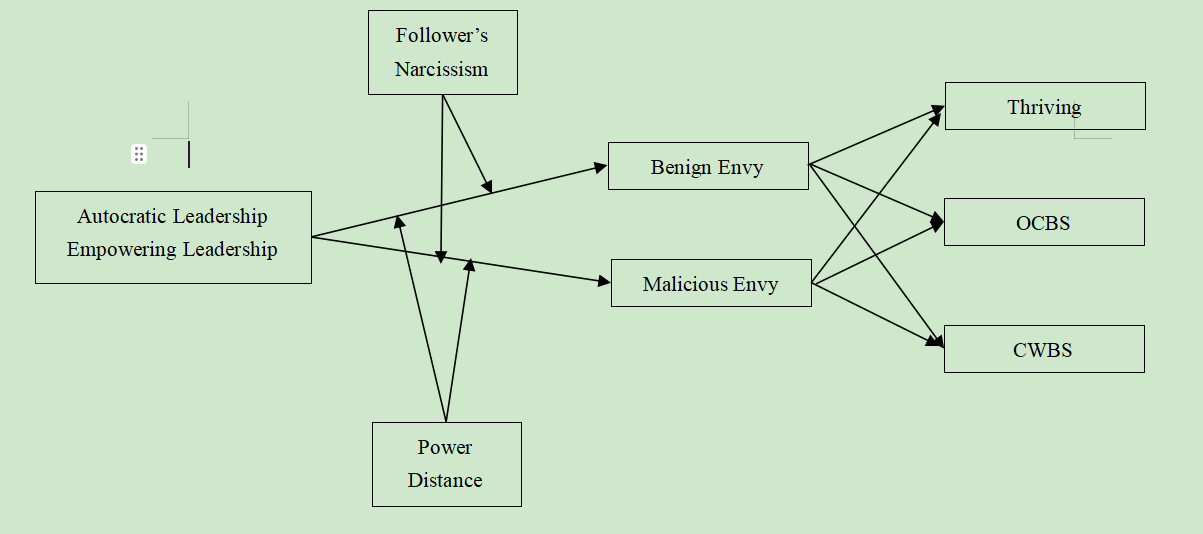 Follower’s
Narcissism
Thriving
Benign Envy
Autocratic Leadership
Empowering Leadership
OCBS
Malicious Envy
CWBS
Power
Distance